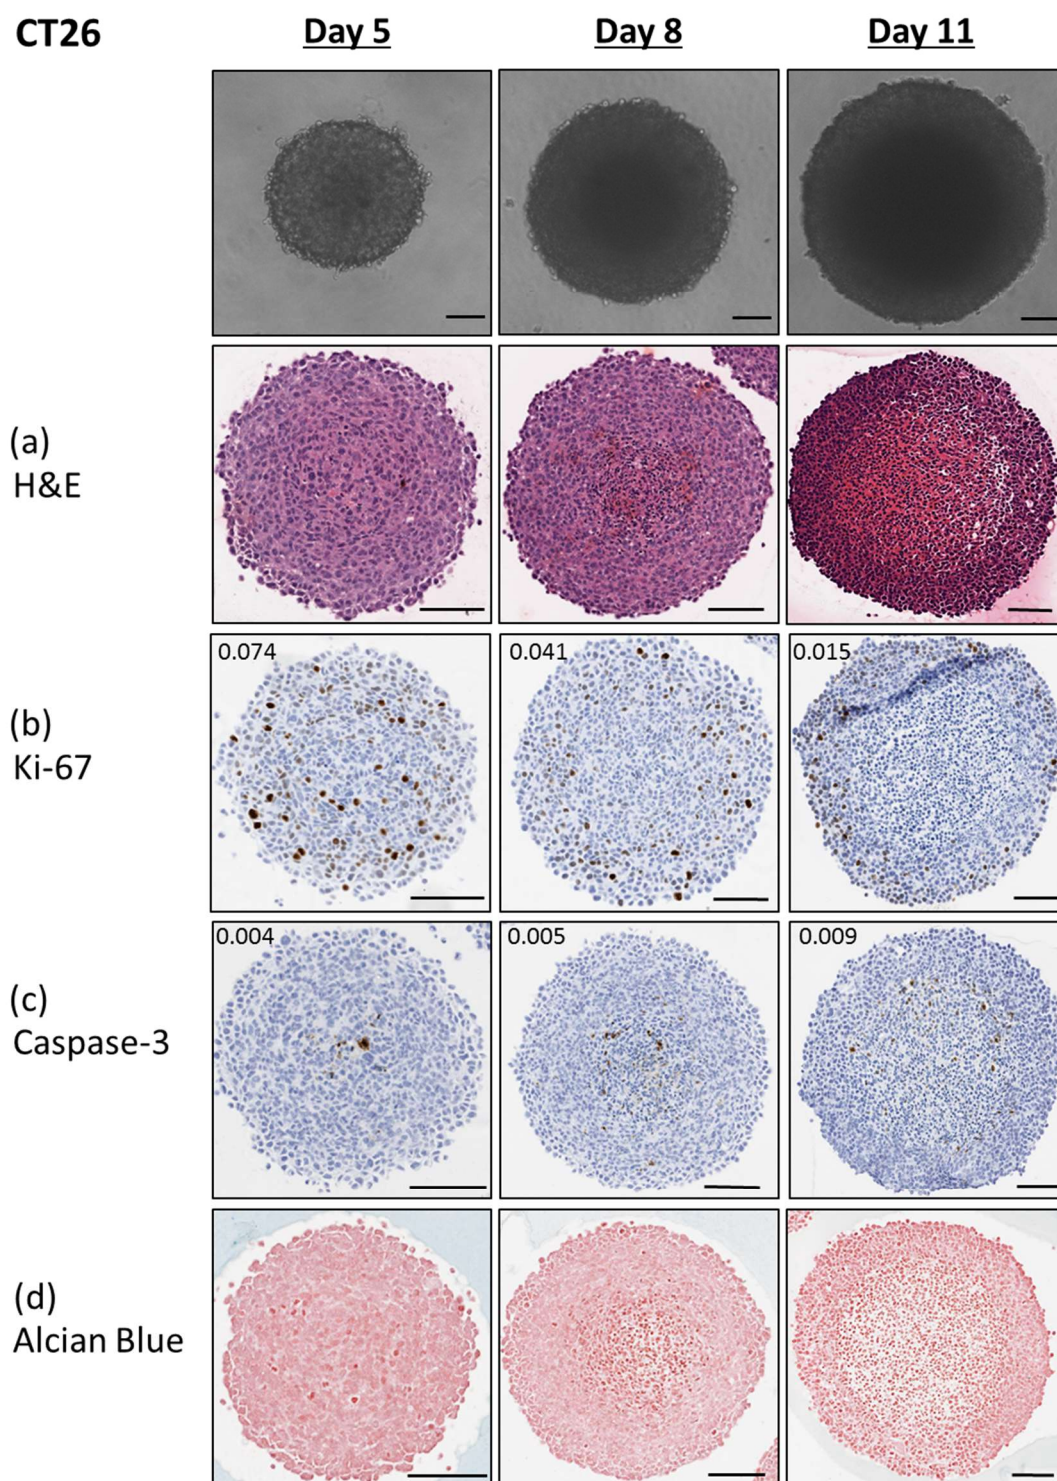 CT26 Day 5 Day 8 Day 11
(a)
H&E
0.074 0.041 0.015
(b)
Ki-67
0.004 0.005 0.009
(c)
Caspase-3
(d)
Alcian Blue